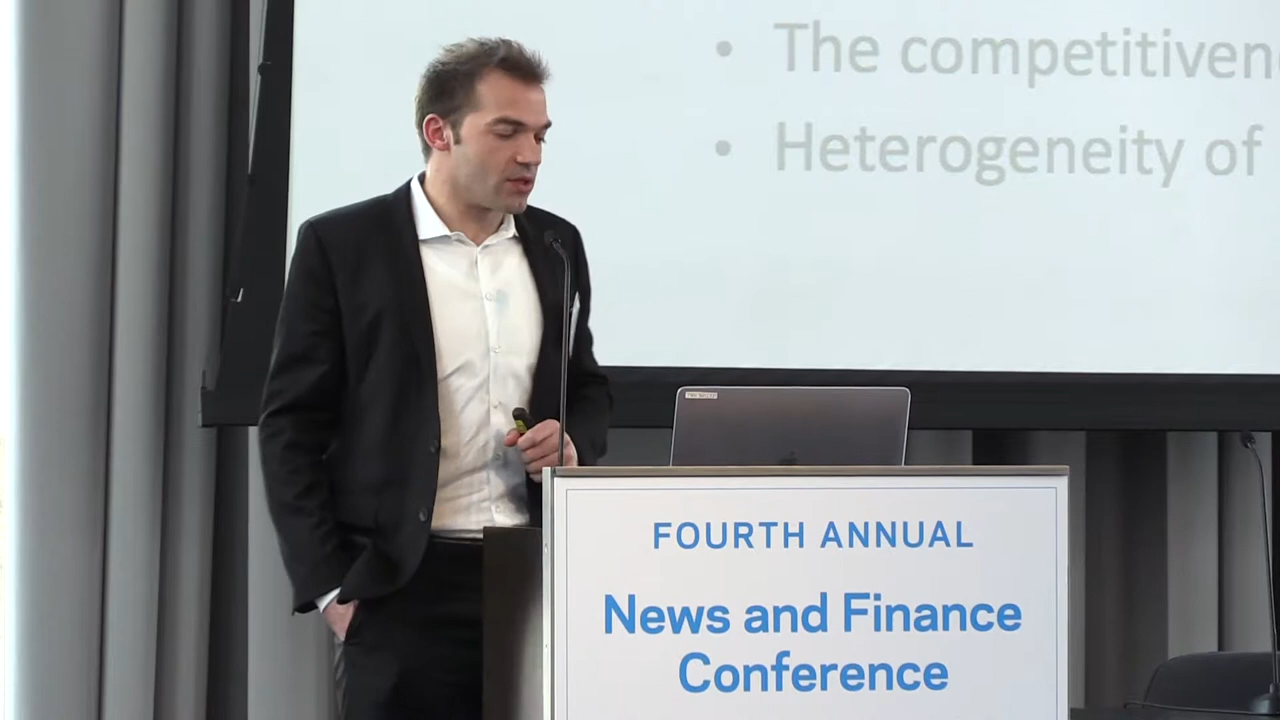 • The competitiven
• Heterogeneity of
FOURTH ANNUAL
News and Finance
Conference